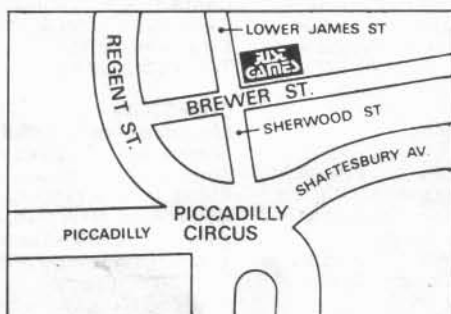 LOWER JAMES ST
JUST
GAMES
REGENT ST.
BREWER ST.
SHERWOOD ST
SHAFTESBURY AV.
PICCADILLY
CIRCUS
PICCADILLY